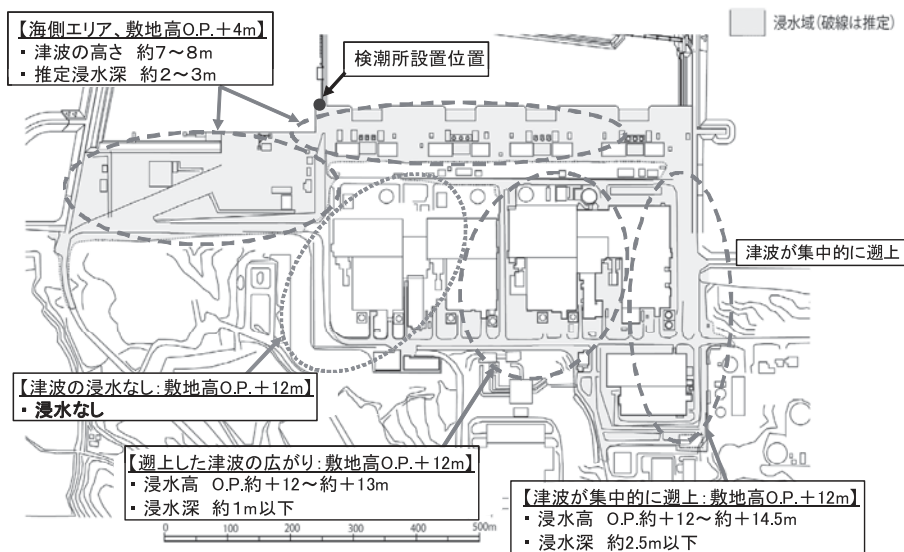 【海側エリア、敷地高O.P.+4m】
・津波の高さ 約7～8m
・推定浸水深 約2～3m
検潮所設置位置
浸水域(破線は推定)
津波が集中的に遡上
【津波の浸水なし：敷地高O.P.+12m】
・浸水なし
【遡上した津波の広がり：敷地高O.P.+12m】
・浸水高 O.P.約+12～約+13m
・浸水深 約1m以下
【津波が集中的に遡上：敷地高O.P.+12m】
・浸水高 O.P.約+12～約+14.5m
・浸水深 約2.5m以下
0 100 200 300 400 500m